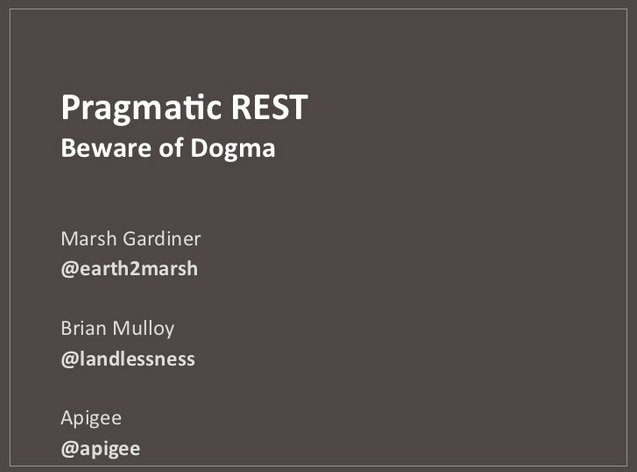 Pragmatic REST
Beware of Dogma
Marsh Gardiner
@earth2marsh
Brian Mulloy
@landlessness
Apigee
@apigee